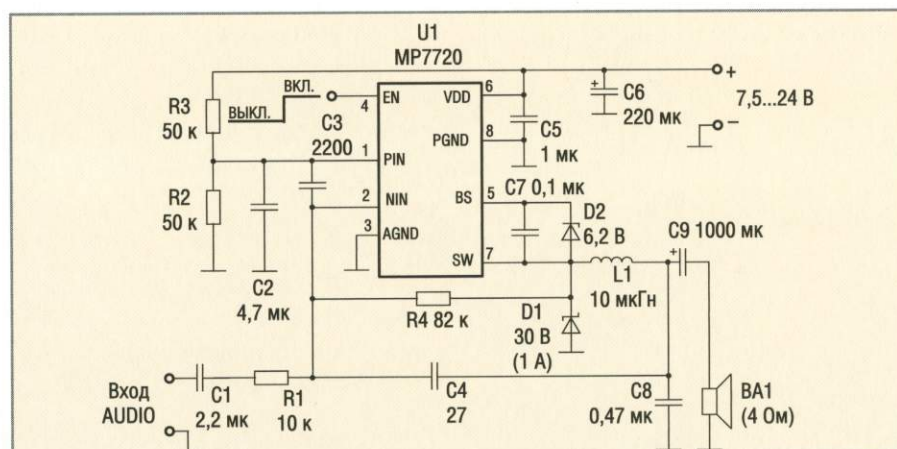 U1
MP7720
ВКЛ.
EN
4
VDD
6
+
R3
50 к
ВЫКЛ.
C3
2200
+
C6
220 мк
7,5...24 В
–
PGND
8
C5
1 мк
1
PIN
R2
50 к
2
NIN
BS
5
C7 0,1 мк
3
AGND
D2
6,2 В
C9 1000 мк
+
SW
7
L1
10 мкГн
C2
4,7 мк
R4 82 к
D1
30 В
(1 А)
Вход
AUDIO
C1
2,2 мк
R1
10 к
C4
27
C8
0,47 мк
BA1
(4 Ом)